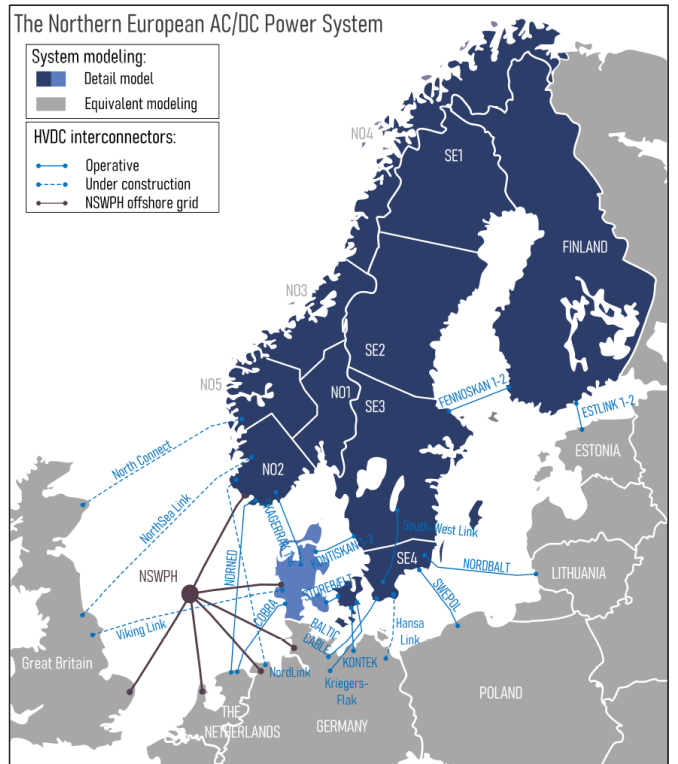 The Northern European AC/DC Power System
System modeling:
Detail model
Equivalent modeling
HVDC interconnectors:
Operative
Under construction
NSWPH offshore grid
NO4
SE1
FINLAND
NO3
SE2
NO5
NO1
SE3
FENNOSKAN 1-2
ESTLINK 1-2
ESTONIA
North Connect
NO2
NorthSea Link
South-West Link
KONTISKAN 1-2
SE4
NORDBALT
LITHUANIA
NSWPH
NORNED
STOREBÆLT
SWEPOL
COBRA
Viking Link
BALTIC
CABLE
Hansa
Link
Great Britain
NordLink
KONTEK
Kriegers-
Flak
POLAND
THE
NETHERLANDS
GERMANY